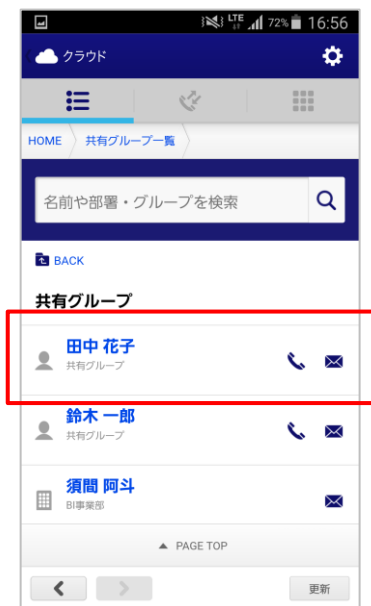 LTE 72% 16:56
クラウド
HOME 共有グループ一覧
名前や部署・グループを検索
BACK
共有グループ
田中 花子
共有グループ
鈴木 一郎
共有グループ
須間 阿斗
BI事業部
▲ PAGE TOP
更新